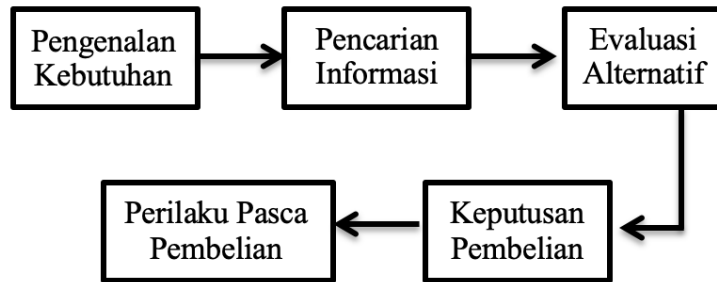 Pengenalan
Kebutuhan
Pencarian
Informasi
Evaluasi
Alternatif
Keputusan
Pembelian
Perilaku Pasca
Pembelian